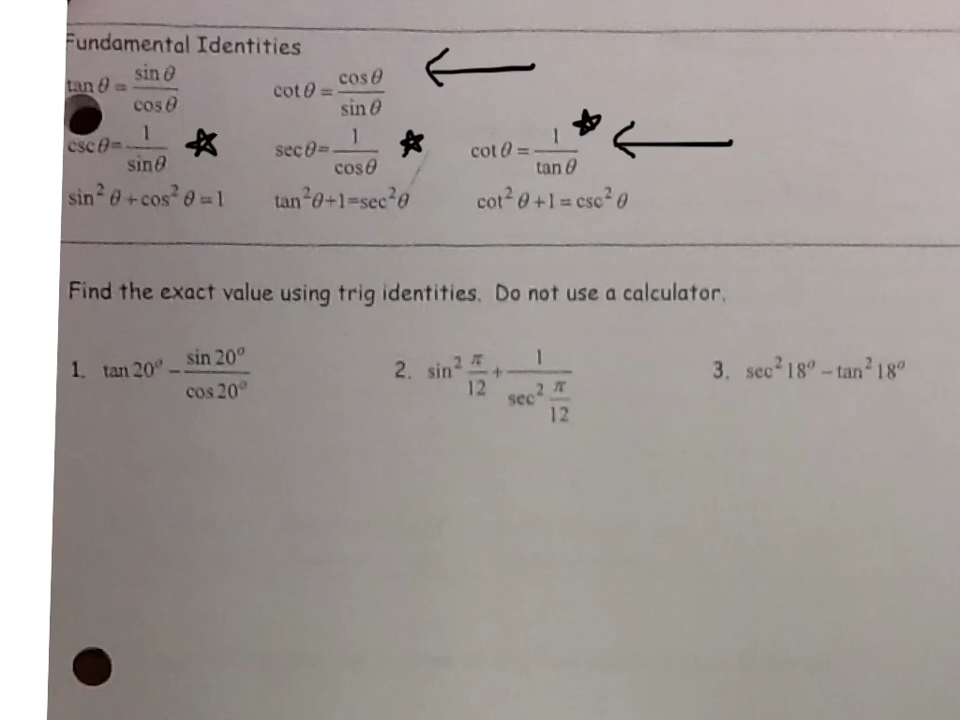 Fundamental Identities
tan θ = sin θ / cos θ   cot θ = cos θ / sin θ
csc θ = 1 / sin θ   sec θ = 1 / cos θ   cot θ = 1 / tan θ
sin² θ + cos² θ = 1   tan²θ+1=sec²θ   cot² θ + 1 = csc² θ
Find the exact value using trig identities. Do not use a calculator.
1. tan 20° – sin 20° / cos 20°   2. sin² π/12 + 1 / sec² π/12   3. sec² 18° – tan² 18°